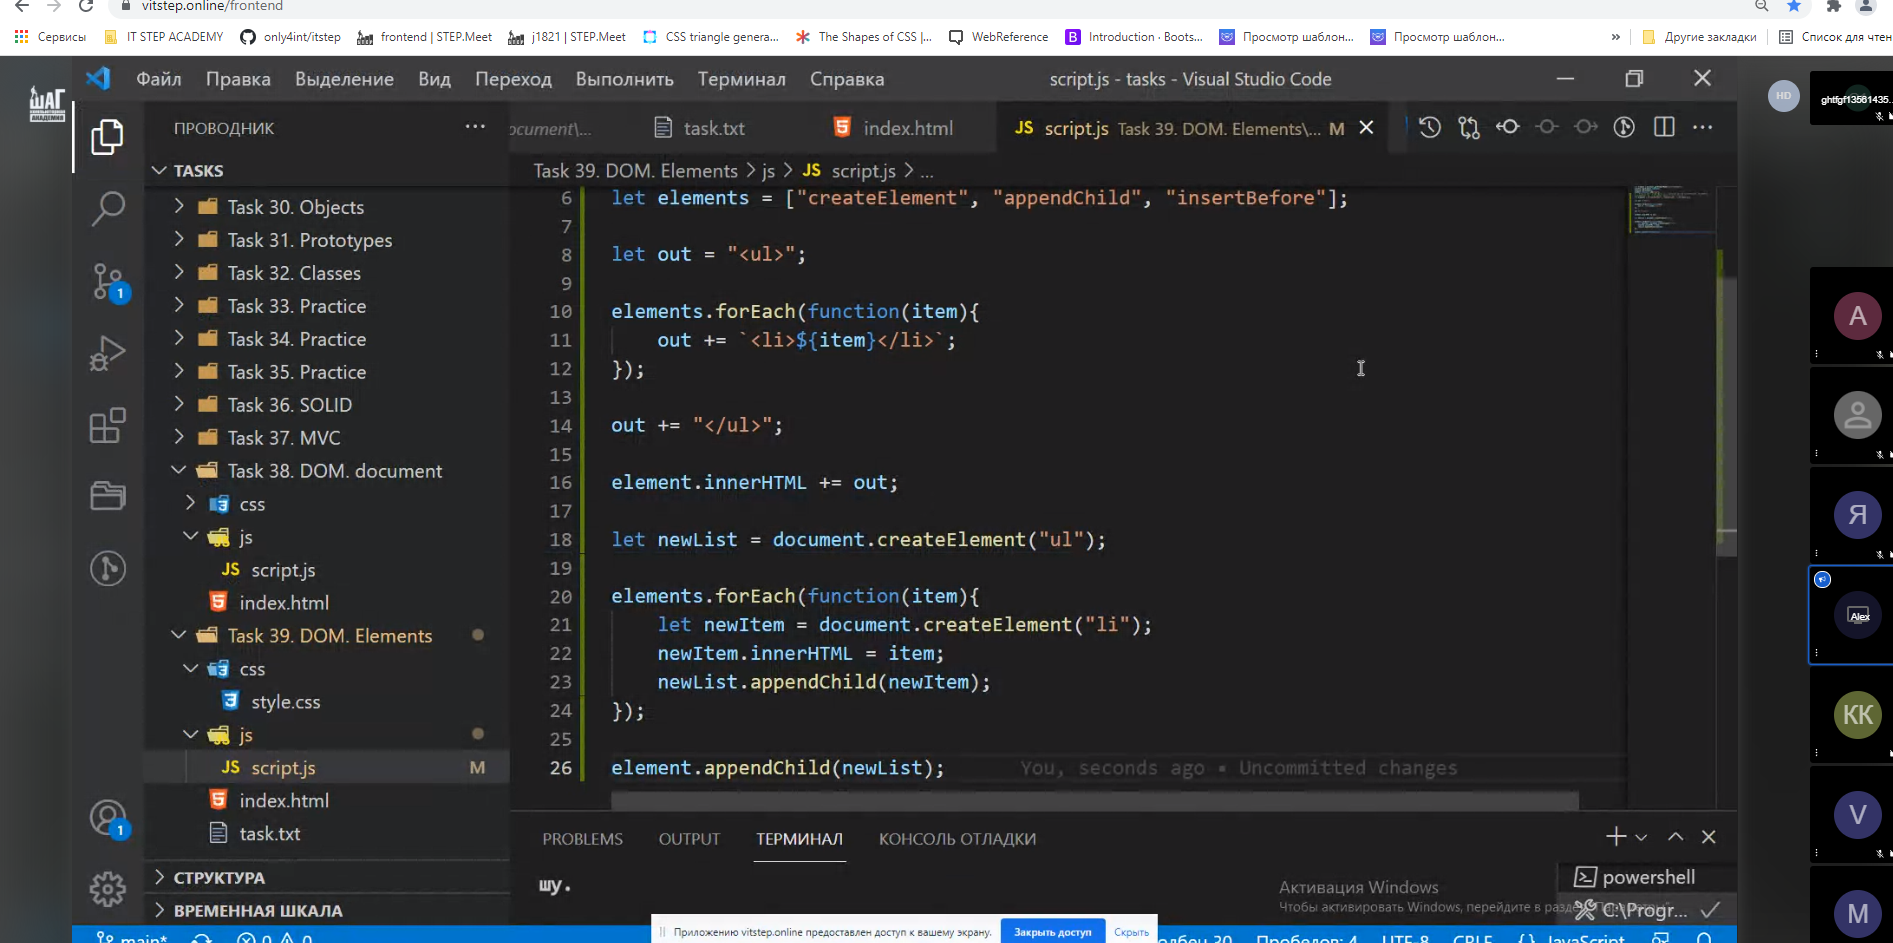 vitstep.online/frontend
Сервисы
IT STEP ACADEMY
only4int/itstep
frontend | STEP.Meet
j1821 | STEP.Meet
CSS triangle genera...
The Shapes of CSS |...
WebReference
Introduction · Boots...
Просмотр шаблон...
Просмотр шаблон...
»
Другие закладки
Список для чтен
ШАГ
Файл Правка Выделение Вид Переход Выполнить Терминал Справка
script.js - tasks - Visual Studio Code
HD
ПРОВОДНИК
ocument\...
task.txt
index.html
JS script.js Task 39. DOM. Elements\... M
TASKS
Task 39. DOM. Elements > js > JS script.js > ...
Task 30. Objects
Task 31. Prototypes
Task 32. Classes
Task 33. Practice
Task 34. Practice
Task 35. Practice
Task 36. SOLID
Task 37. MVC
Task 38. DOM. document
css
js
JS script.js
index.html
Task 39. DOM. Elements
css
style.css
js
JS script.js M
index.html
task.txt
СТРУКТУРА
ВРЕМЕННАЯ ШКАЛА
1
1
6 let elements = ["createElement", "appendChild", "insertBefore"];
7
8 let out = "<ul>";
9
10 elements.forEach(function(item){
11 out += `<li>${item}</li>`;
12 });
13
14 out += "</ul>";
15
16 element.innerHTML += out;
17
18 let newList = document.createElement("ul");
19
20 elements.forEach(function(item){
21 let newItem = document.createElement("li");
22 newItem.innerHTML = item;
23 newList.appendChild(newItem);
24 });
25
26 element.appendChild(newList); You, seconds ago • Uncommitted changes
PROBLEMS OUTPUT ТЕРМИНАЛ КОНСОЛЬ ОТЛАДКИ
шу.
powershell
C:\Progr...
Активация Windows
Чтобы активировать Windows, перейдите в раздел "Параметры".
Приложению vitstep.online предоставлен доступ к вашему экрану.
Закрыть доступ
Скрыть
main*
0 0
Пробелов: 4 UTF-8 CRLF {} JavaScript
A
Я
Alex
КК
V
M